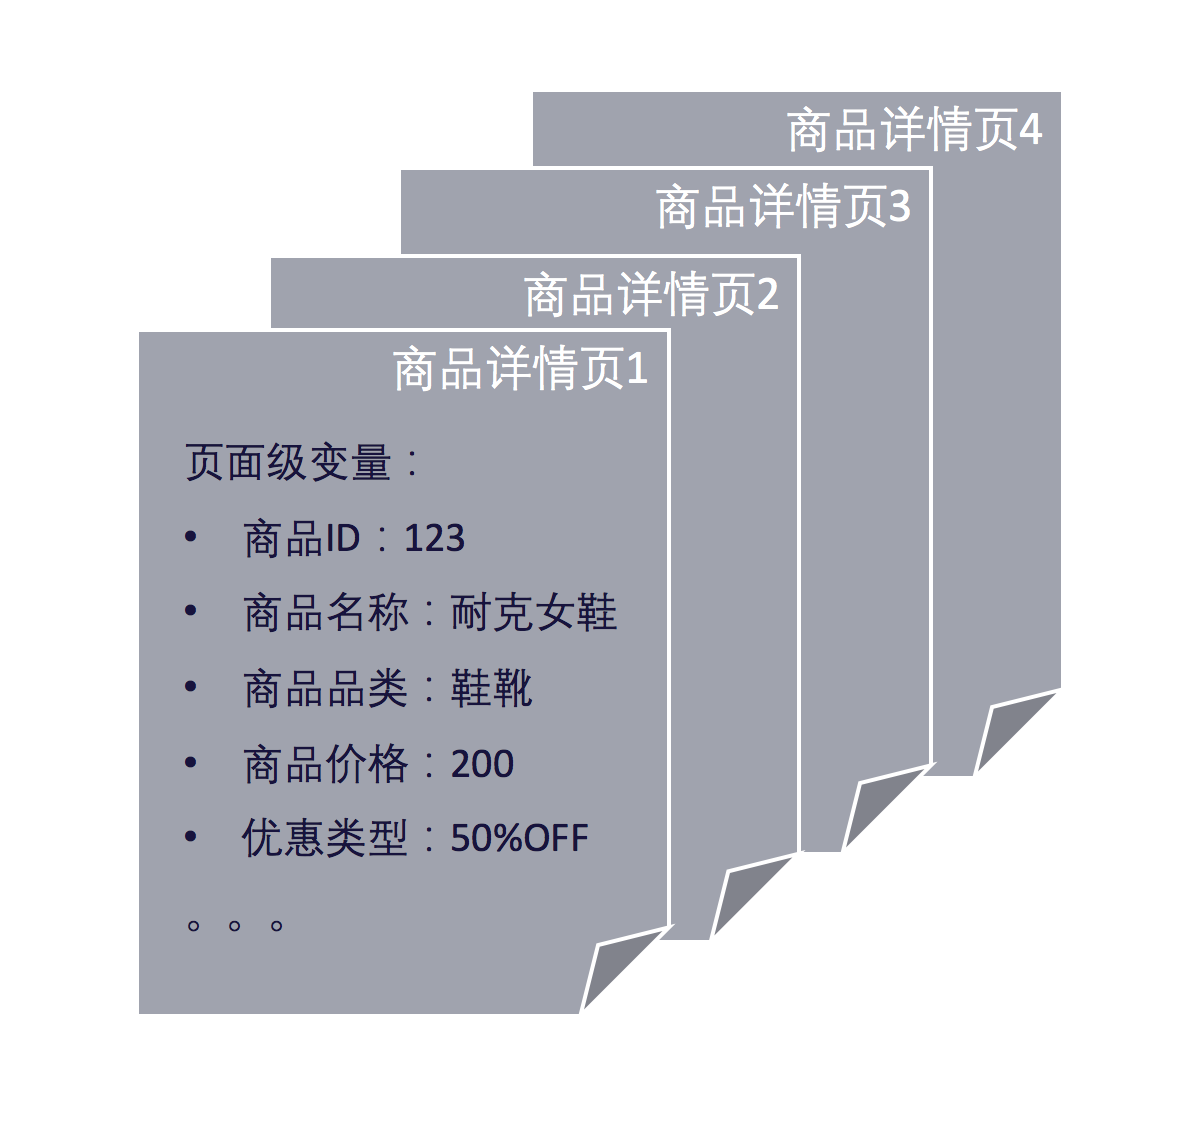 商品详情页4
商品详情页3
商品详情页2
商品详情页1
页面级变量：
• 商品ID：123
• 商品名称：耐克女鞋
• 商品品类：鞋靴
• 商品价格：200
• 优惠类型：50%OFF
。。。